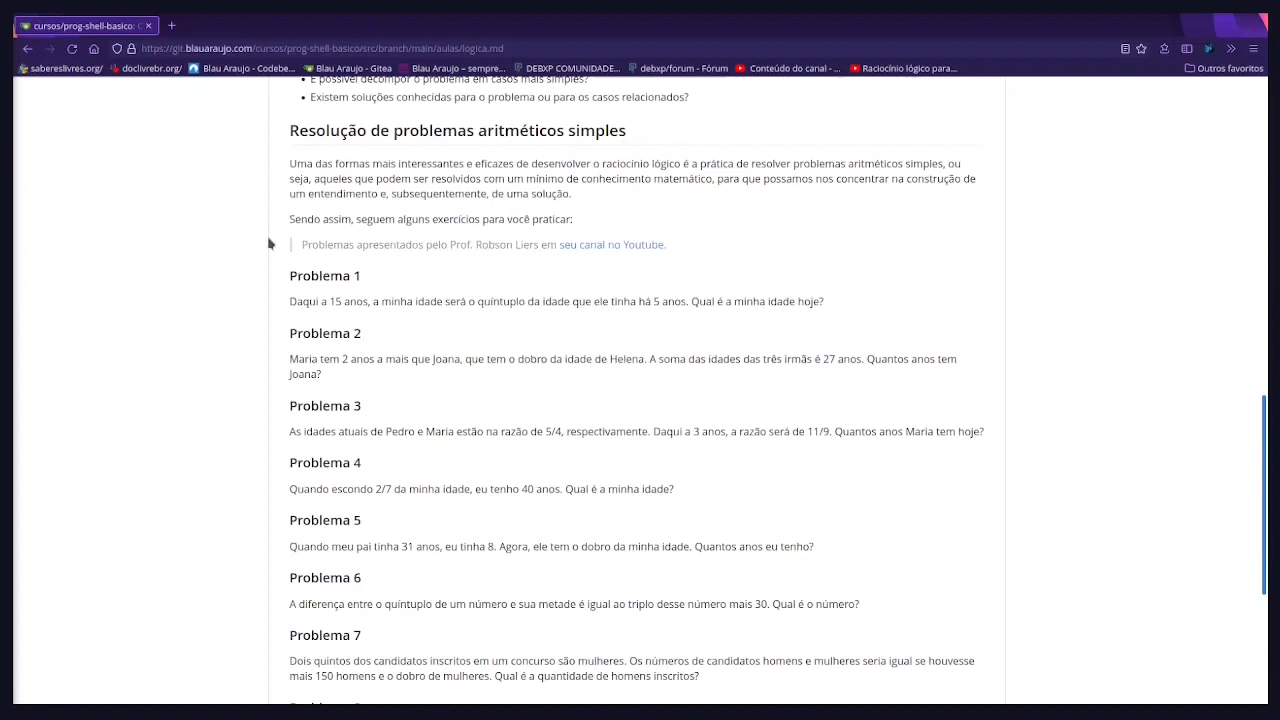 cursos/prog-shell-basico: C
https://git.blauaraujo.com/cursos/prog-shell-basico/src/branch/main/aulas/logica.md
sabereslivres.org/ doclivrebr.org/ Blau Araujo - Codebe... Blau Araujo - Gitea Blau Araujo – sempre... DEBXP COMUNIDADE... debxp/forum - Fórum Conteúdo do canal - ... Raciocínio lógico para... Outros favoritos
É possível decompor o problema em casos mais simples?
Existem soluções conhecidas para o problema ou para os casos relacionados?
Resolução de problemas aritméticos simples
Uma das formas mais interessantes e eficazes de desenvolver o raciocínio lógico é a prática de resolver problemas aritméticos simples, ou
seja, aqueles que podem ser resolvidos com um mínimo de conhecimento matemático, para que possamos nos concentrar na construção de
um entendimento e, subsequentemente, de uma solução.
Sendo assim, seguem alguns exercícios para você praticar:
Problemas apresentados pelo Prof. Robson Liers em seu canal no Youtube.
Problema 1
Daqui a 15 anos, a minha idade será o quíntuplo da idade que ele tinha há 5 anos. Qual é a minha idade hoje?
Problema 2
Maria tem 2 anos a mais que Joana, que tem o dobro da idade de Helena. A soma das idades das três irmãs é 27 anos. Quantos anos tem
Joana?
Problema 3
As idades atuais de Pedro e Maria estão na razão de 5/4, respectivamente. Daqui a 3 anos, a razão será de 11/9. Quantos anos Maria tem hoje?
Problema 4
Quando escondo 2/7 da minha idade, eu tenho 40 anos. Qual é a minha idade?
Problema 5
Quando meu pai tinha 31 anos, eu tinha 8. Agora, ele tem o dobro da minha idade. Quantos anos eu tenho?
Problema 6
A diferença entre o quíntuplo de um número e sua metade é igual ao triplo desse número mais 30. Qual é o número?
Problema 7
Dois quintos dos candidatos inscritos em um concurso são mulheres. Os números de candidatos homens e mulheres seria igual se houvesse
mais 150 homens e o dobro de mulheres. Qual é a quantidade de homens inscritos?